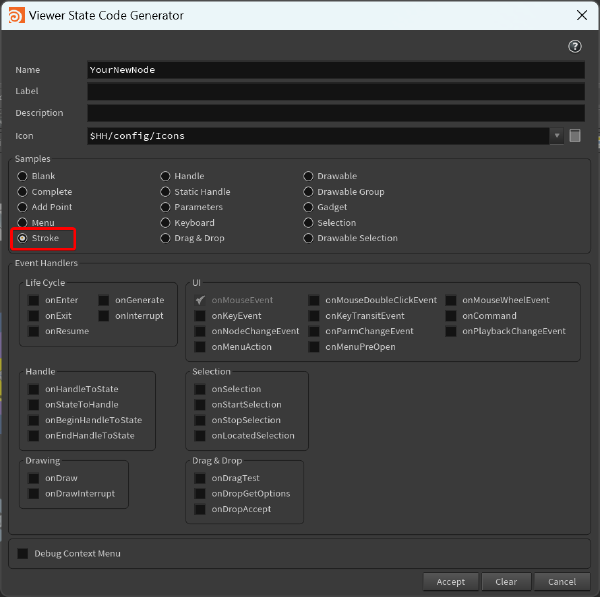 Viewer State Code Generator
?
Name YourNewNode
Label
Description
Icon $HH/config/Icons
Samples
Blank Handle Drawable
Complete Static Handle Drawable Group
Add Point Parameters Gadget
Menu Keyboard Selection
Stroke Drag & Drop Drawable Selection
Event Handlers
Life Cycle
onEnter onGenerate
onExit onInterrupt
onResume
UI
onMouseEvent onMouseDoubleClickEvent onMouseWheelEvent
onKeyEvent onKeyTransitEvent onCommand
onNodeChangeEvent onParmChangeEvent onPlaybackChangeEvent
onMenuAction onMenuPreOpen
Handle
onHandleToState
onStateToHandle
onBeginHandleToState
onEndHandleToState
Selection
onSelection
onStartSelection
onStopSelection
onLocatedSelection
Drawing
onDraw
onDrawInterrupt
Drag & Drop
onDragTest
onDropGetOptions
onDropAccept
Debug Context Menu
Accept Clear Cancel